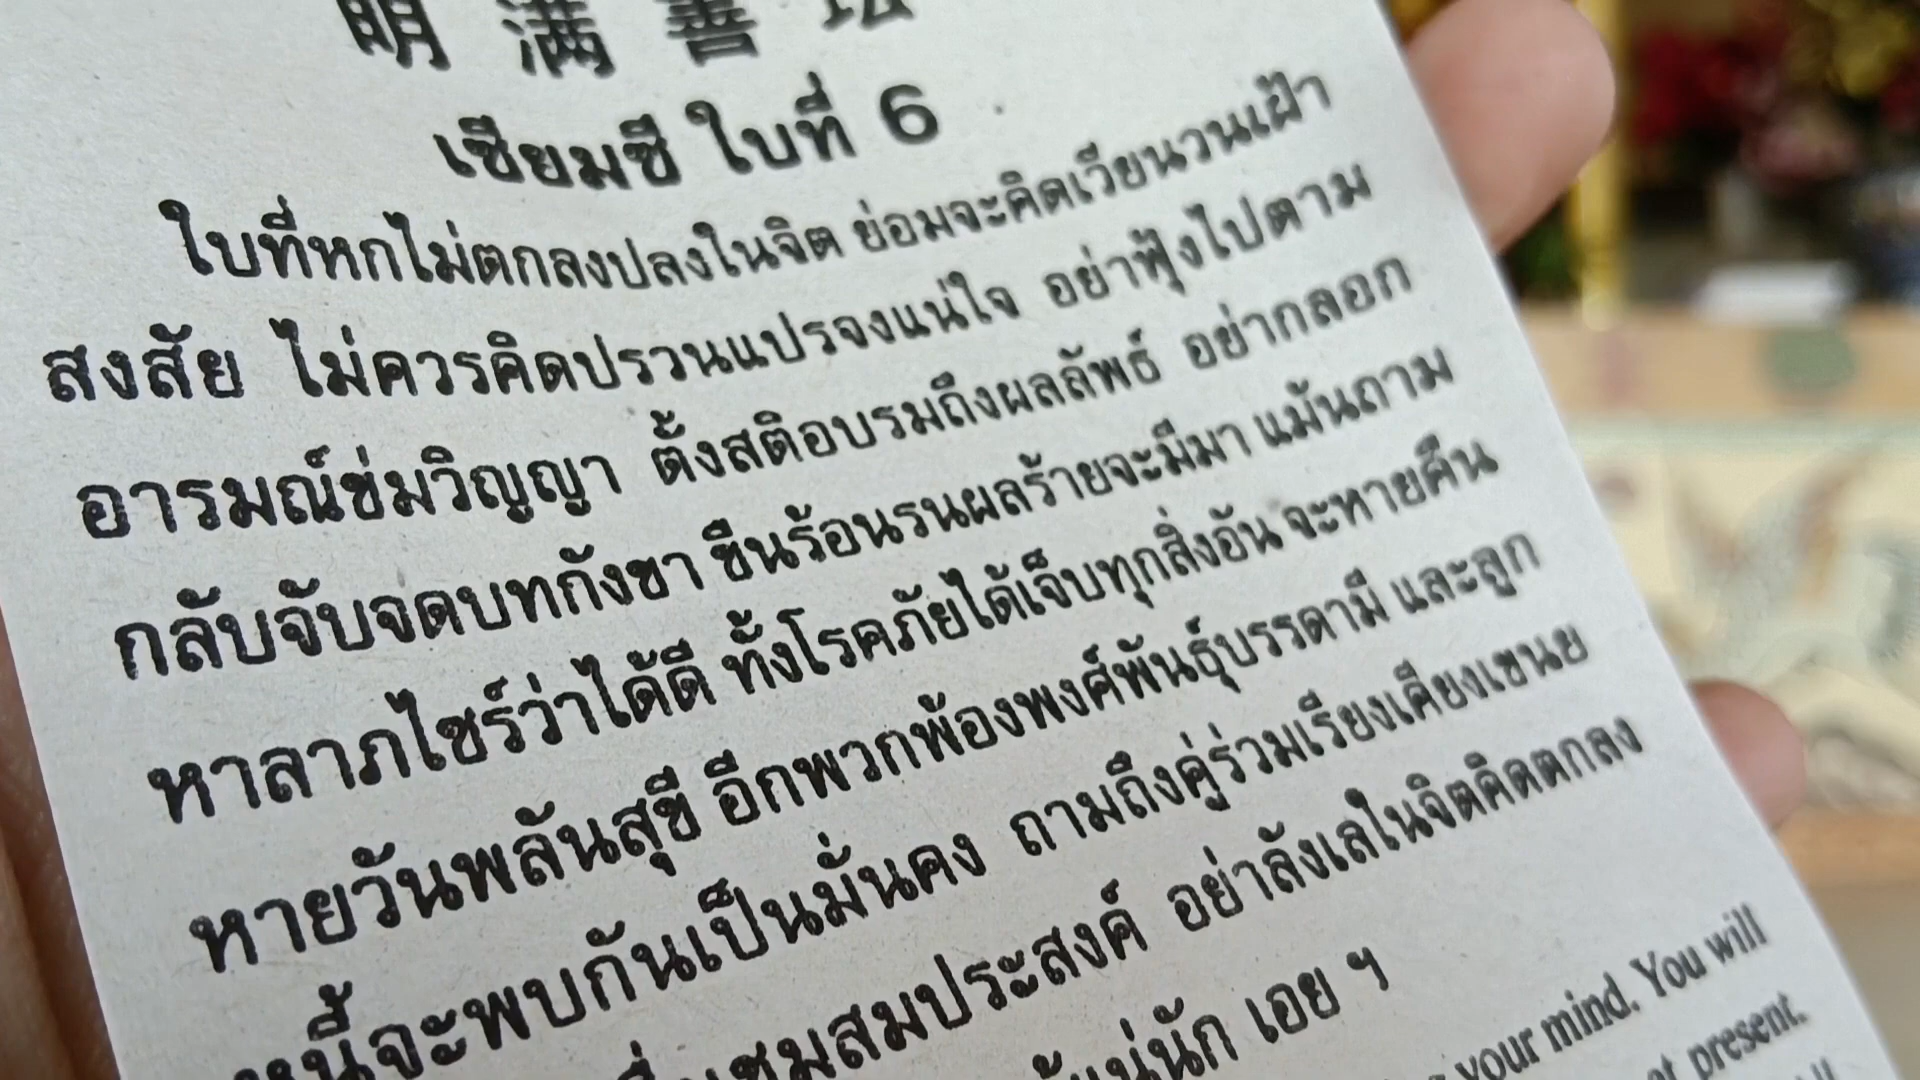 明 满 善 坛
เซียมซี ใบที่ 6
ใบที่หกไม่ตกลงปลงในจิต ย่อมจะคิดเวียนวนเฝ้า
สงสัย ไม่ควรคิดปรวนแปรจงแน่ใจ อย่าฟุ้งไปตาม
อารมณ์ข่มวิญญา ตั้งสติอบรมถึงผลลัพธ์ อย่ากลอก
กลับจับจดบทกังขา ขืนร้อนรนผลร้ายจะมีมา แม้นถาม
หาลาภไซร้ว่าได้ดี ทั้งโรคภัยได้เจ็บทุกสิ่งอัน จะหายคืน
หายวันพลันสุขี อีกพวกพ้องพงศ์พันธุ์บรรดามี และลูก
หนี้จะพบกันเป็นมั่นคง ถามถึงคู่ร่วมเรียงเคียงเขนย
ชมสมประสงค์ อย่าลังเลในจิตคิดตกลง
แน่นัก เอย ฯ
your mind. You will
present.